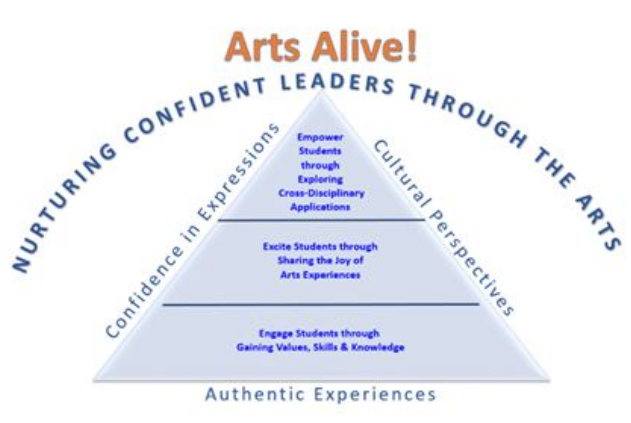 Arts Alive!
NURTURING CONFIDENT LEADERS THROUGH THE ARTS
Confidence in Expressions
Cultural Perspectives
Empower
Students
through
Exploring
Cross-Disciplinary
Applications
Excite Students through
Sharing the Joy of
Arts Experiences
Engage Students through
Gaining Values, Skills & Knowledge
Authentic Experiences